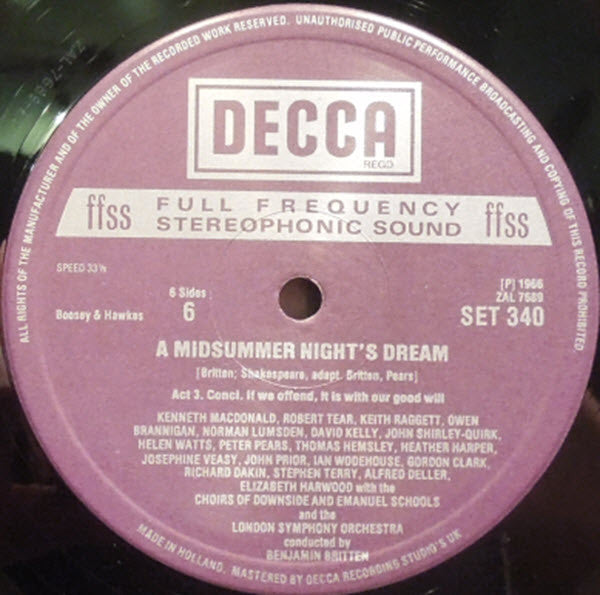 ALL RIGHTS OF THE MANUFACTURER AND OF THE OWNER OF THE RECORDED WORK RESERVED. UNAUTHORISED PUBLIC PERFORMANCE BROADCASTING AND COPYING OF THIS RECORD PROHIBITED
DECCA
REGD
ffss FULL FREQUENCY STEREOPHONIC SOUND ffss
SPEED 33⅓
[P] 1966
6 Sides
ZAL 7689
Boosey & Hawkes
6
SET 340
A MIDSUMMER NIGHT'S DREAM
[Britten; Shakespeare, adapt. Britten, Pears]
Act 3. Concl. If we offend, it is with our good will
KENNETH MACDONALD, ROBERT TEAR, KEITH RAGGETT, OWEN
BRANNIGAN, NORMAN LUMSDEN, DAVID KELLY, JOHN SHIRLEY-QUIRK,
HELEN WATTS, PETER PEARS, THOMAS HEMSLEY, HEATHER HARPER,
JOSEPHINE VEASY, JOHN PRIOR, IAN WODEHOUSE, GORDON CLARK,
RICHARD DAKIN, STEPHEN TERRY, ALFRED DELLER,
ELIZABETH HARWOOD with the
CHOIRS OF DOWNSIDE AND EMANUEL SCHOOLS
and the
LONDON SYMPHONY ORCHESTRA
conducted by
BENJAMIN BRITTEN
MADE IN HOLLAND. MASTERED BY DECCA RECORDING STUDIO'S UK